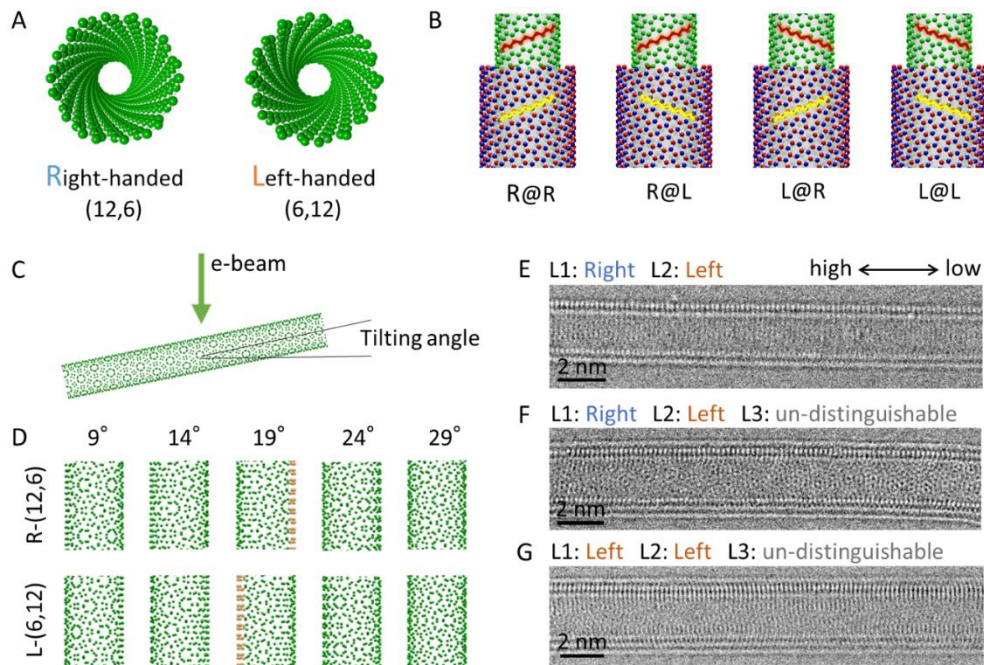 A
Right-handed
(12,6)
Left-handed
(6,12)
B
R@R
R@L
L@R
L@L
C
e-beam
Tilting angle
D
9° 14° 19° 24° 29°
R-(12,6)
L-(6,12)
E L1: Right L2: Left high low
2 nm
F L1: Right L2: Left L3: un-distinguishable
2 nm
G L1: Left L2: Left L3: un-distinguishable
2 nm